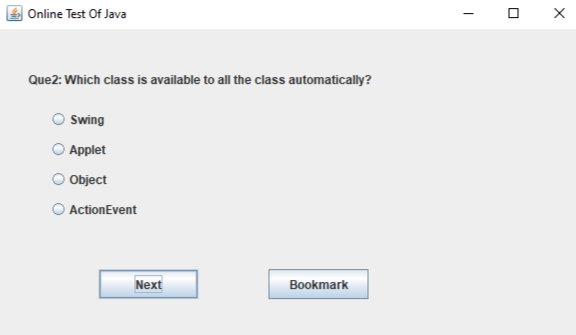 Online Test Of Java
Que2: Which class is available to all the class automatically?
Swing
Applet
Object
ActionEvent
Next Bookmark